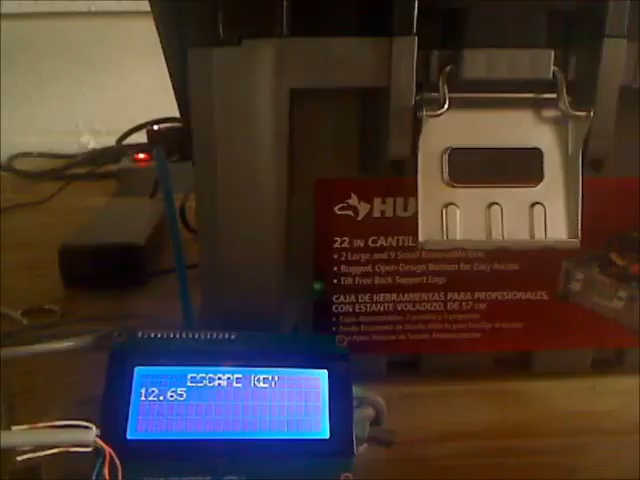 HU
22 IN CANTIL
• 2 Large and 9 Small Removable Bins
• Rugged, Open-Design Bottom for Easy Access
• Tilt Free Back Support Legs
CAJA DE HERRAMIENTAS PARA PROFESIONALES,
CON ESTANTE VOLADIZO, DE 57 cm
ESCAPE KEY
12.65